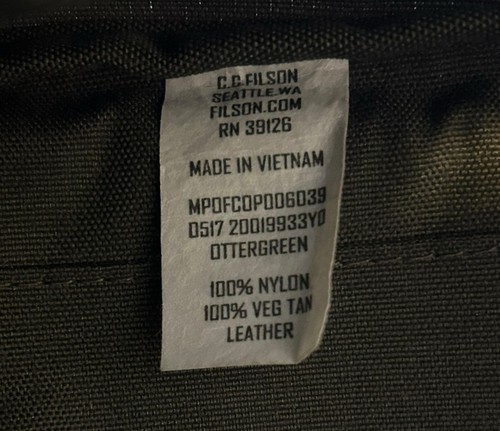 C.C FILSON
SEATTLE.WA
FILSON.COM
RN 39126
MADE IN VIETNAM
MPOFCOP006039
0517 20019933Y0
OTTERGREEN
100% NYLON
100% VEG TAN
LEATHER